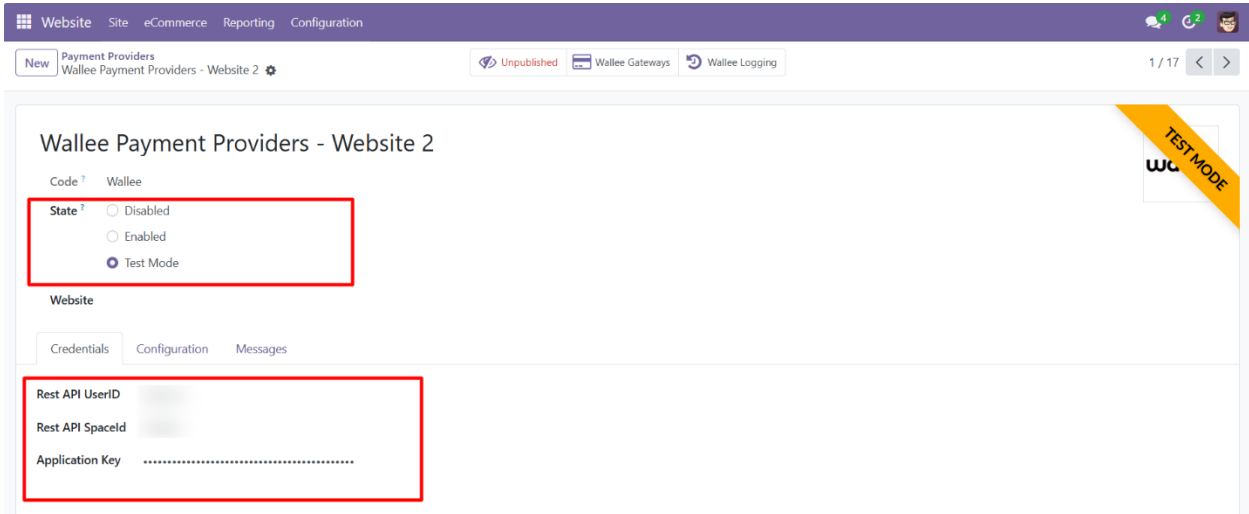 Website Site eCommerce Reporting Configuration 4 2
New Payment Providers
Wallee Payment Providers - Website 2
Unpublished Wallee Gateways Wallee Logging 1 / 17
Wallee Payment Providers - Website 2
TEST MODE
Code ? Wallee
State ? Disabled
Enabled
Test Mode
Website
Credentials Configuration Messages
Rest API UserID
Rest API SpaceId
Application Key ••••••••••••••••••••••••••••••••••••••••••••